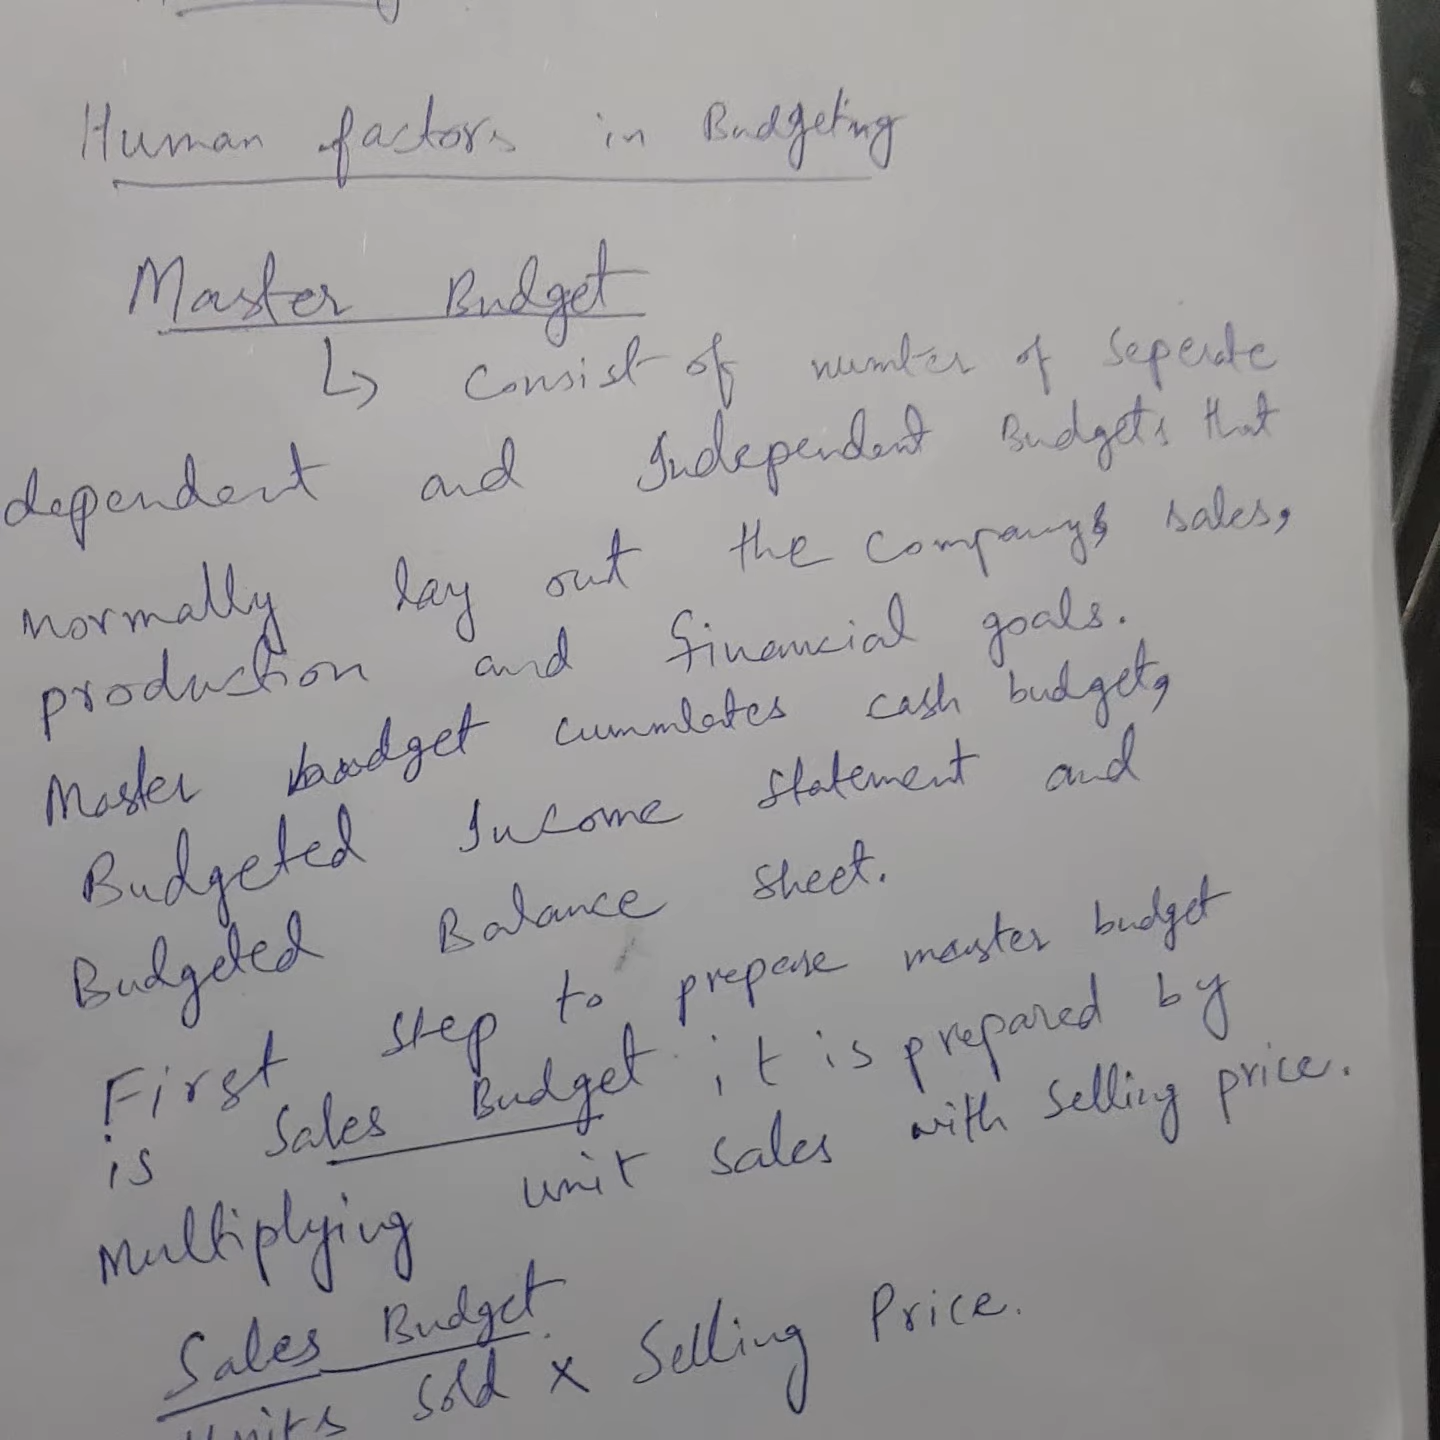 Human factors in Budgeting
Master Budget
↳ consist of number of seperate
dependent and Independent Budgets that
normally lay out the company's sales,
production and financial goals.
Master budget cummlates cash budget,
Budgeted Income statement and
Budgeted Balance sheet.
First step to prepare master budget
is Sales Budget it is prepared by
Multiplying unit sales with selling price.
Sales Budget
Units sold x Selling Price.